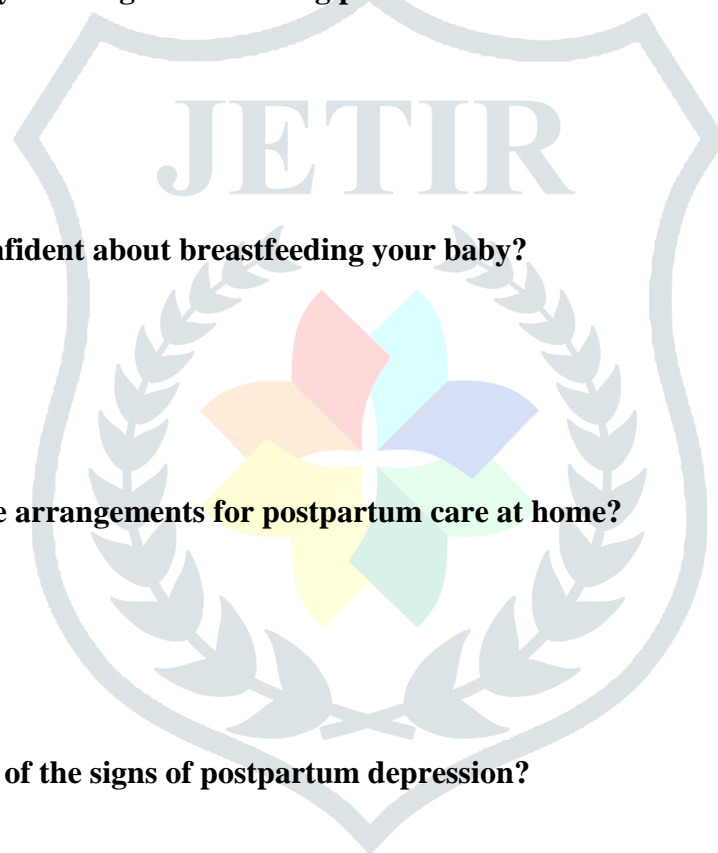 JETIR
nfident about breastfeeding your baby?
e arrangements for postpartum care at home?
of the signs of postpartum depression?